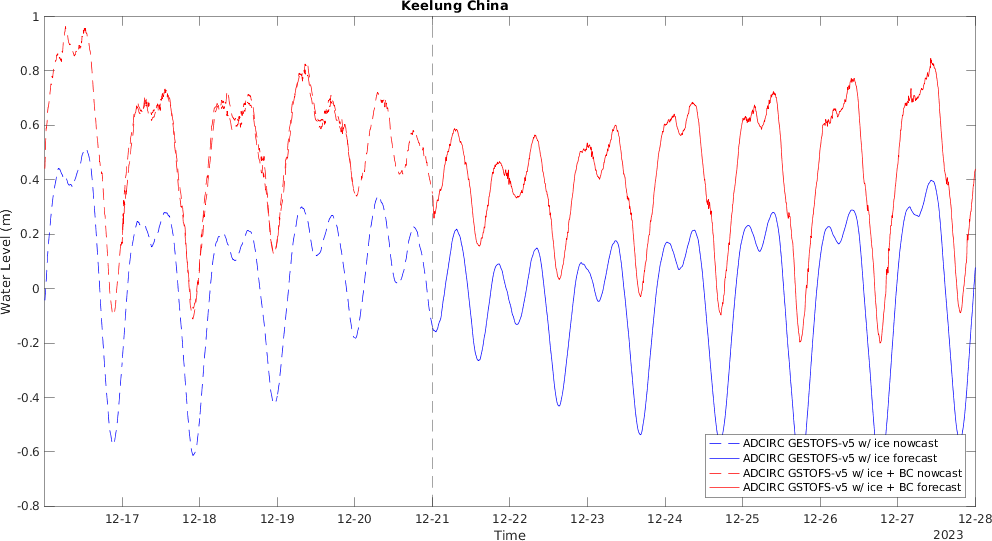 Keelung China
1
0.8
0.6
0.4
0.2
0
-0.2
-0.4
-0.6
-0.8
Water Level (m)
12-17 12-18 12-19 12-20 12-21 12-22 12-23 12-24 12-25 12-26 12-27 12-28
Time
2023
ADCIRC GESTOFS-v5 w/ ice nowcast
ADCIRC GESTOFS-v5 w/ ice forecast
ADCIRC GSTOFS-v5 w/ ice + BC nowcast
ADCIRC GSTOFS-v5 w/ ice + BC forecast